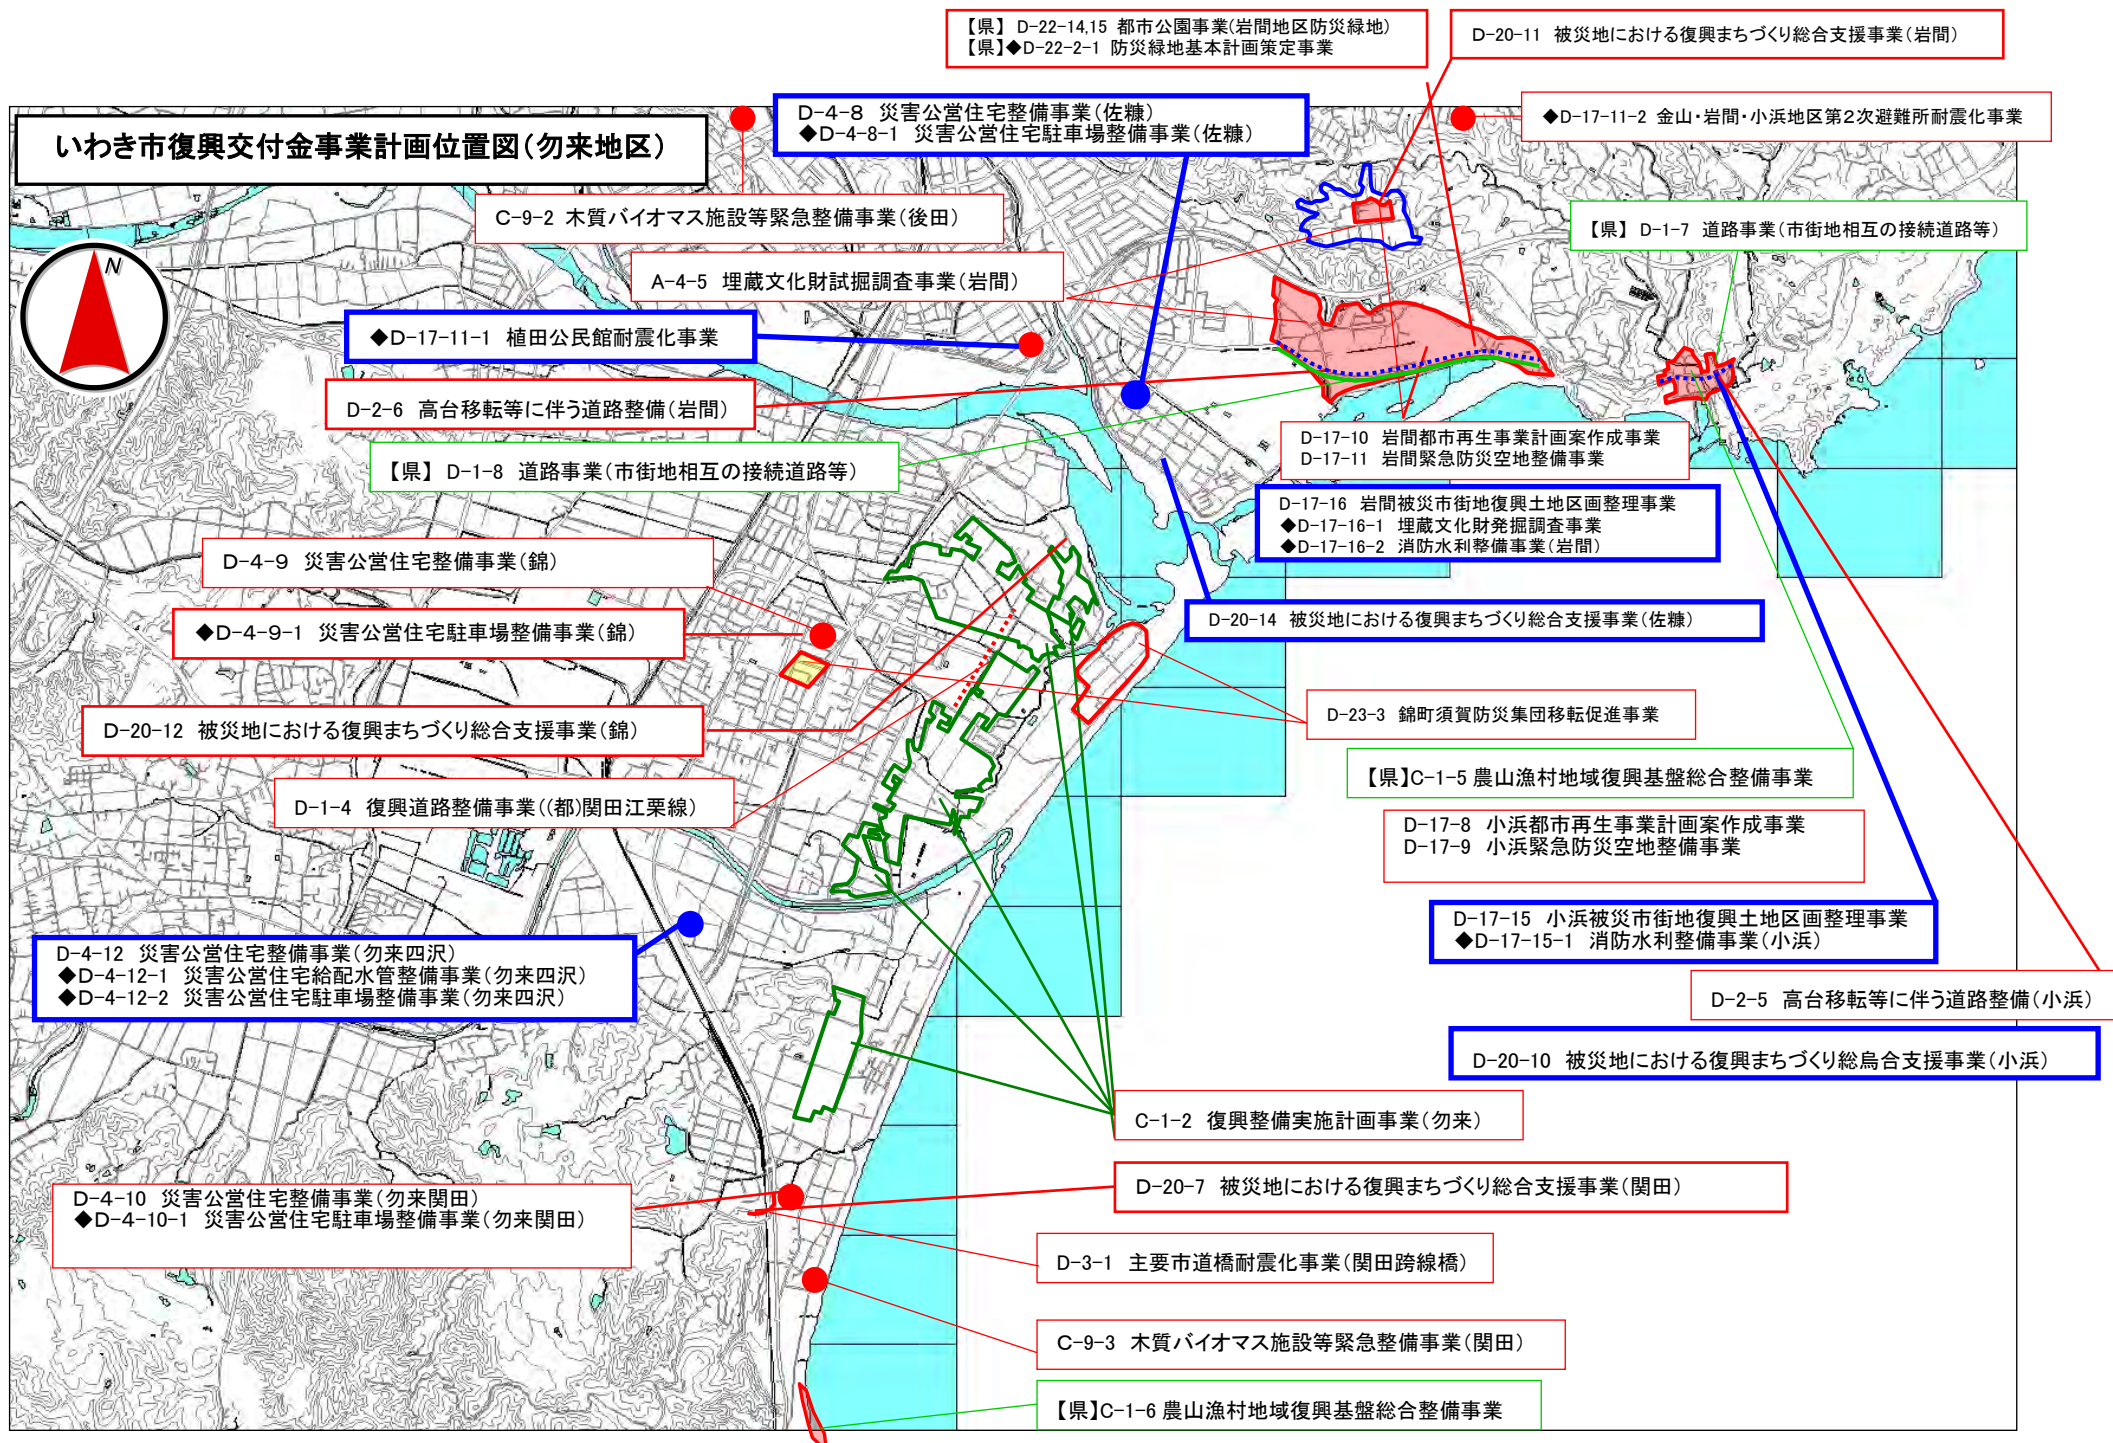 【県】 D-22-14,15 都市公園事業(岩間地区防災緑地)
【県】◆D-22-2-1 防災緑地基本計画策定事業
D-20-11 被災地における復興まちづくり総合支援事業(岩間)
いわき市復興交付金事業計画位置図(勿来地区)
D-4-8 災害公営住宅整備事業(佐糠)
◆D-4-8-1 災害公営住宅駐車場整備事業(佐糠)
◆D-17-11-2 金山・岩間・小浜地区第2次避難所耐震化事業
C-9-2 木質バイオマス施設等緊急整備事業(後田)
【県】 D-1-7 道路事業(市街地相互の接続道路等)
N
A-4-5 埋蔵文化財試掘調査事業(岩間)
◆D-17-11-1 植田公民館耐震化事業
D-2-6 高台移転等に伴う道路整備(岩間)
【県】 D-1-8 道路事業(市街地相互の接続道路等)
D-17-10 岩間都市再生事業計画案作成事業
D-17-11 岩間緊急防災空地整備事業
D-17-16 岩間被災市街地復興土地区画整理事業
◆D-17-16-1 埋蔵文化財発掘調査事業
◆D-17-16-2 消防水利整備事業(岩間)
D-4-9 災害公営住宅整備事業(錦)
◆D-4-9-1 災害公営住宅駐車場整備事業(錦)
D-20-14 被災地における復興まちづくり総合支援事業(佐糠)
D-20-12 被災地における復興まちづくり総合支援事業(錦)
D-23-3 錦町須賀防災集団移転促進事業
【県】C-1-5 農山漁村地域復興基盤総合整備事業
D-1-4 復興道路整備事業((都)関田江栗線)
D-17-8 小浜都市再生事業計画案作成事業
D-17-9 小浜緊急防災空地整備事業
D-17-15 小浜被災市街地復興土地区画整理事業
◆D-17-15-1 消防水利整備事業(小浜)
D-4-12 災害公営住宅整備事業(勿来四沢)
◆D-4-12-1 災害公営住宅給配水管整備事業(勿来四沢)
◆D-4-12-2 災害公営住宅駐車場整備事業(勿来四沢)
D-2-5 高台移転等に伴う道路整備(小浜)
D-20-10 被災地における復興まちづくり総烏合支援事業(小浜)
C-1-2 復興整備実施計画事業(勿来)
D-20-7 被災地における復興まちづくり総合支援事業(関田)
D-4-10 災害公営住宅整備事業(勿来関田)
◆D-4-10-1 災害公営住宅駐車場整備事業(勿来関田)
D-3-1 主要市道橋耐震化事業(関田跨線橋)
C-9-3 木質バイオマス施設等緊急整備事業(関田)
【県】C-1-6 農山漁村地域復興基盤総合整備事業